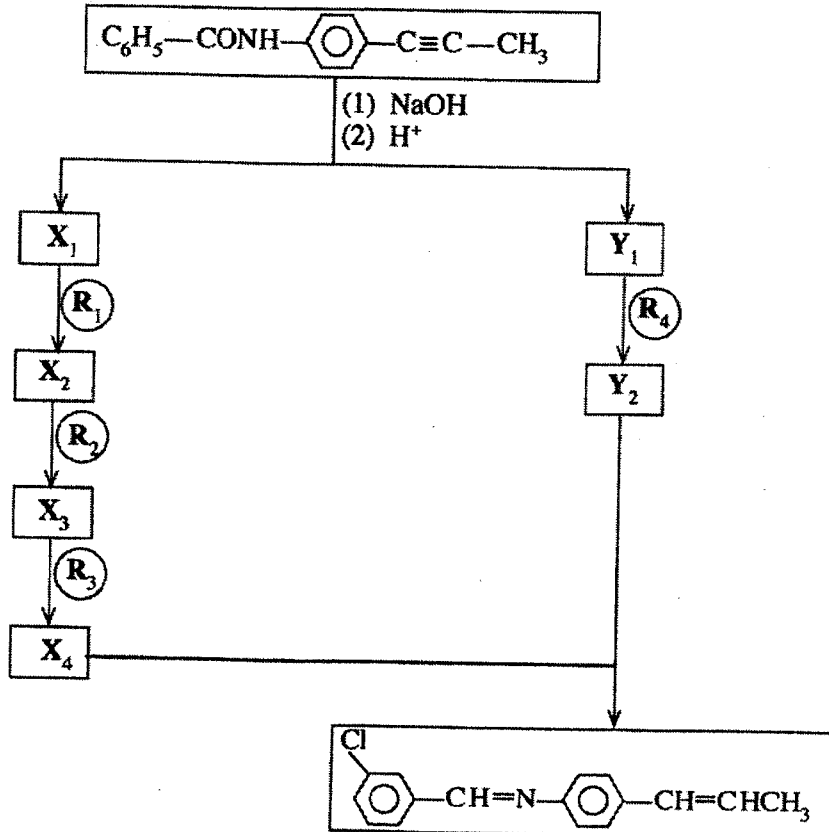 C₆H₅—CONH—⌬—C≡C—CH₃
(1) NaOH
(2) H⁺
X₁ Y₁
R₁ R₄
X₂ Y₂
R₂
X₃
R₃
X₄
Cl
⌬—CH=N—⌬—CH=CHCH₃